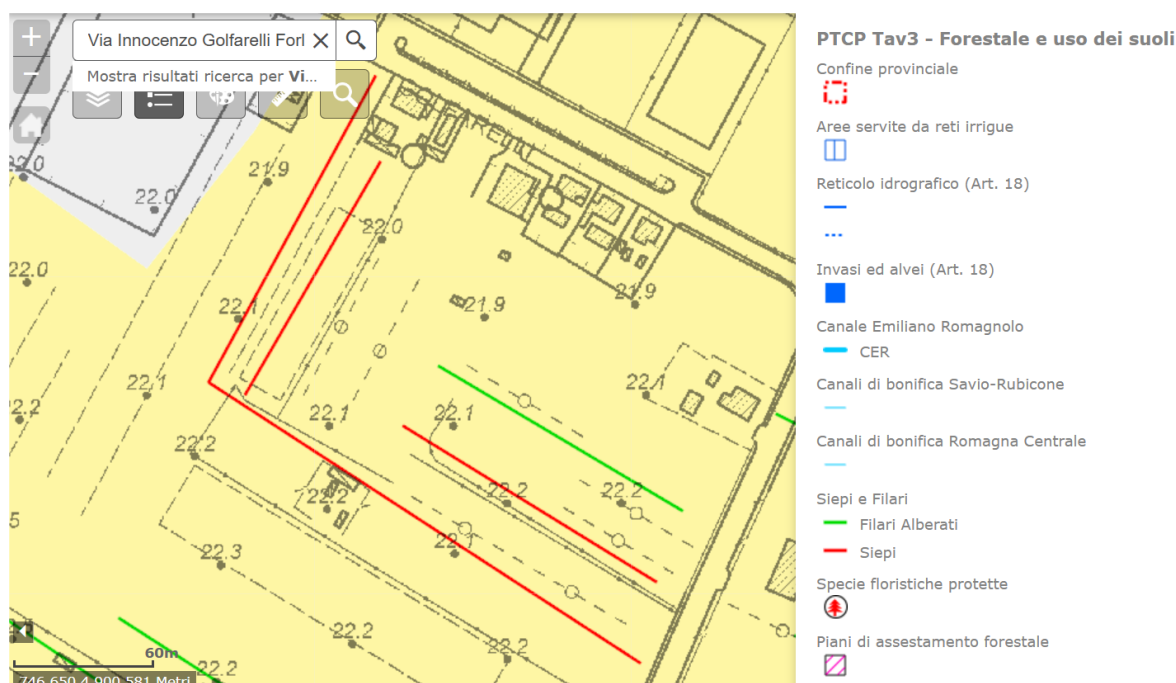 Via Innocenzo Golfarelli Forl
Mostra risultati ricerca per Vi...
22.0
21.9
22.0
22.0
22.0
22.1
21.9
21.9
22.1
22.1
2.2
22.1
22.1
22.2
22.2
22.2
22.2
5
22.1
22.3
22.2
22.2
22.2
60m
746.650 4.900.581 Metri
PTCP Tav3 - Forestale e uso dei suoli
Confine provinciale
Aree servite da reti irrigue
Reticolo idrografico (Art. 18)
Invasi ed alvei (Art. 18)
Canale Emiliano Romagnolo
CER
Canali di bonifica Savio-Rubicone
Canali di bonifica Romagna Centrale
Siepi e Filari
Filari Alberati
Siepi
Specie floristiche protette
Piani di assestamento forestale